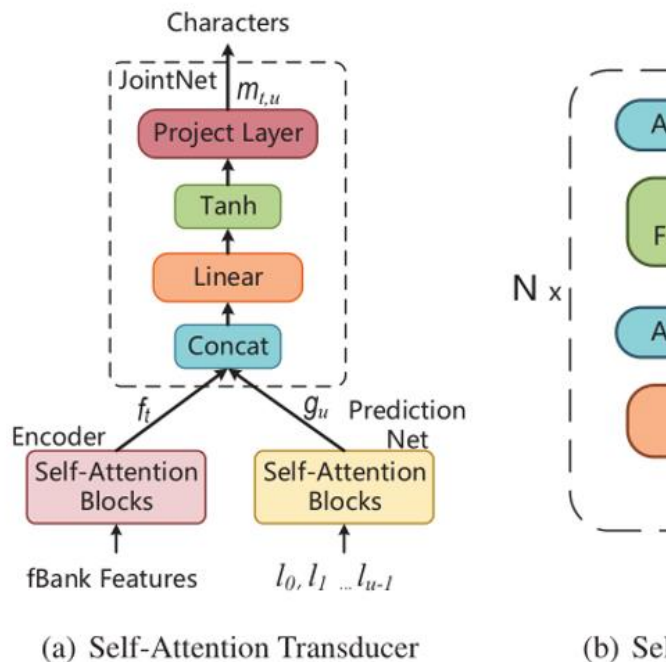 Characters
JointNet
m_{t,u}
Project Layer
Tanh
Linear
Concat
f_t
g_u
Encoder
Prediction
Net
Self-Attention
Blocks
Self-Attention
Blocks
fBank Features
l_0, l_1 ... l_{u-1}
(a) Self-Attention Transducer
A
F
N x
A
(b) Sel